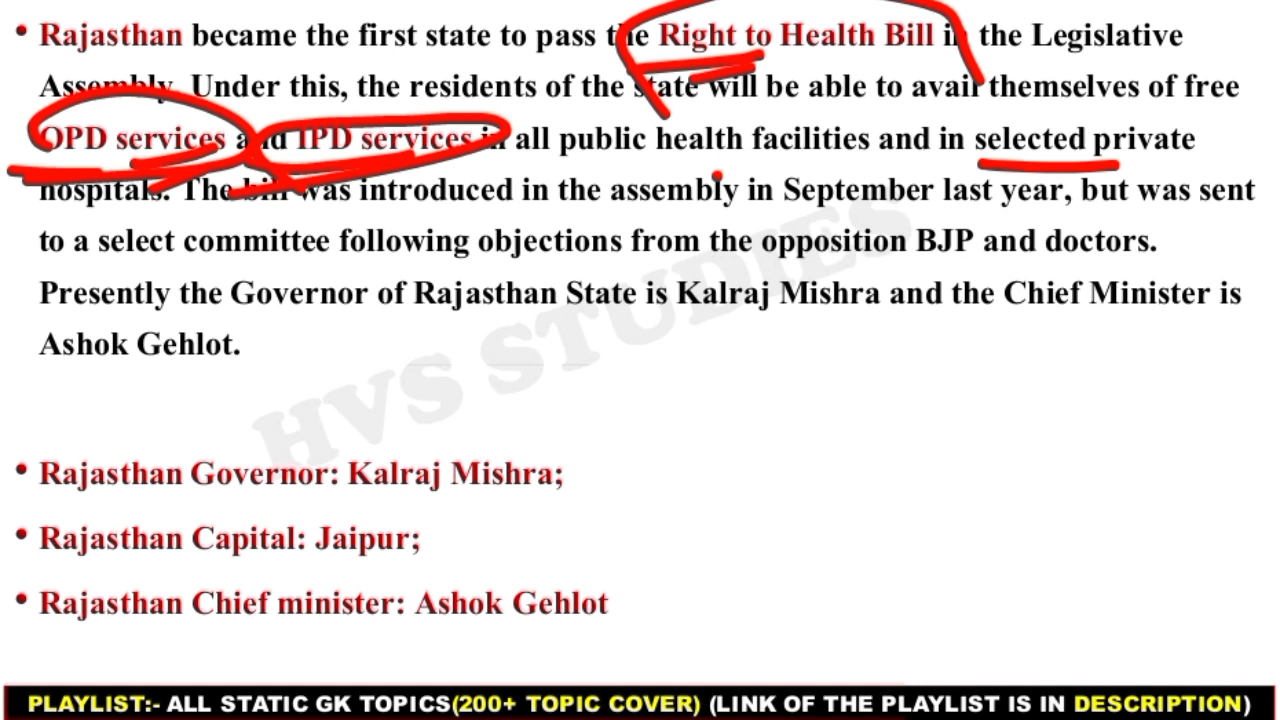 • Rajasthan became the first state to pass the Right to Health Bill in the Legislative
Assembly. Under this, the residents of the state will be able to avail themselves of free
OPD services and IPD services in all public health facilities and in selected private
hospitals. The bill was introduced in the assembly in September last year, but was sent
to a select committee following objections from the opposition BJP and doctors.
Presently the Governor of Rajasthan State is Kalraj Mishra and the Chief Minister is
Ashok Gehlot.
HVS STUDIES
• Rajasthan Governor: Kalraj Mishra;
• Rajasthan Capital: Jaipur;
• Rajasthan Chief minister: Ashok Gehlot
PLAYLIST:- ALL STATIC GK TOPICS(200+ TOPIC COVER) (LINK OF THE PLAYLIST IS IN DESCRIPTION)